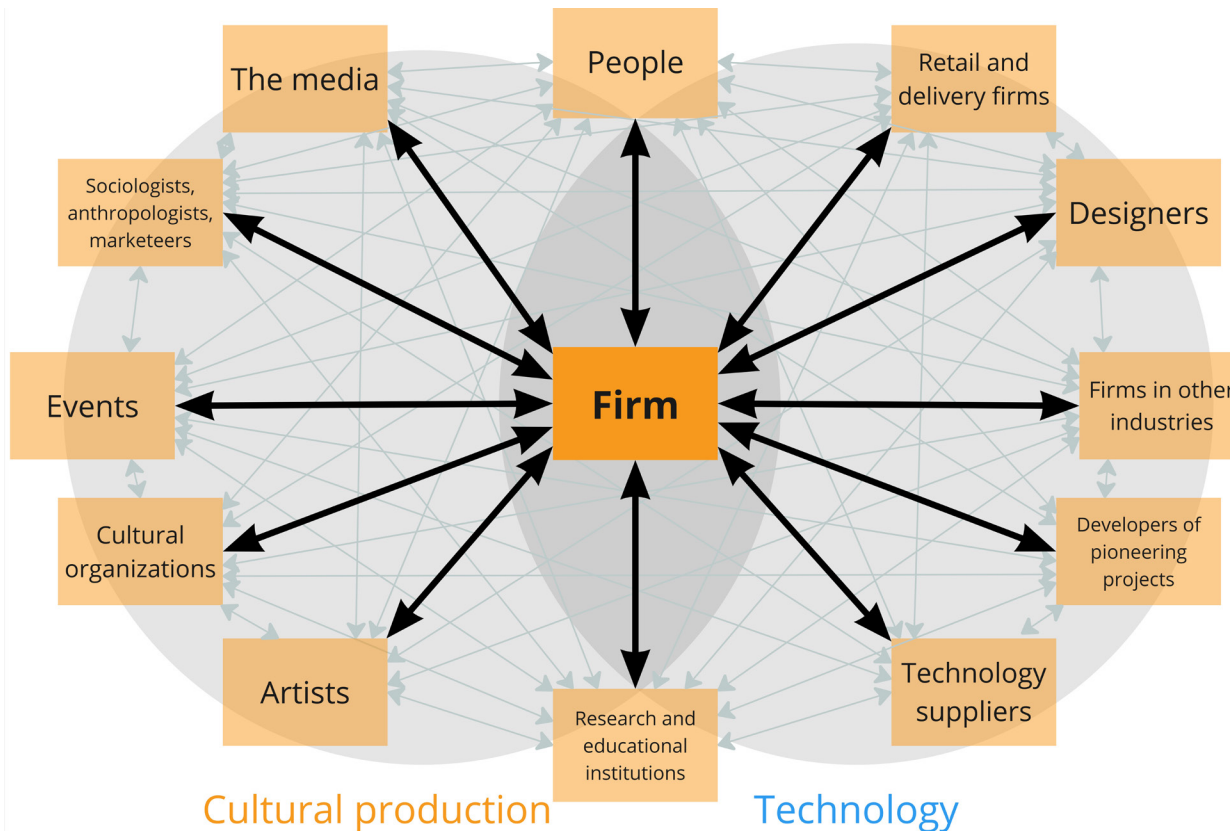 The media
People
Retail and
delivery firms
Sociologists,
anthropologists,
marketeers
Designers
Events
Firm
Firms in other
industries
Cultural
organizations
Developers of
pioneering
projects
Artists
Research and
educational
institutions
Technology
suppliers
Cultural production
Technology